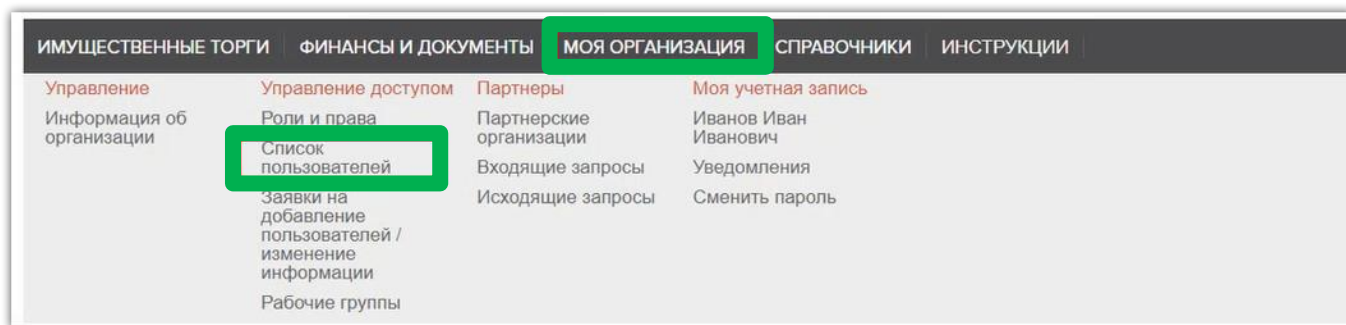 ИМУЩЕСТВЕННЫЕ ТОРГИ ФИНАНСЫ И ДОКУМЕНТЫ МОЯ ОРГАНИЗАЦИЯ СПРАВОЧНИКИ ИНСТРУКЦИИ
Управление
Информация об
организации
Управление доступом
Роли и права
Список
пользователей
Заявки на
добавление
пользователей /
изменение
информации
Рабочие группы
Партнеры
Партнерские
организации
Входящие запросы
Исходящие запросы
Моя учетная запись
Иванов Иван
Иванович
Уведомления
Сменить пароль